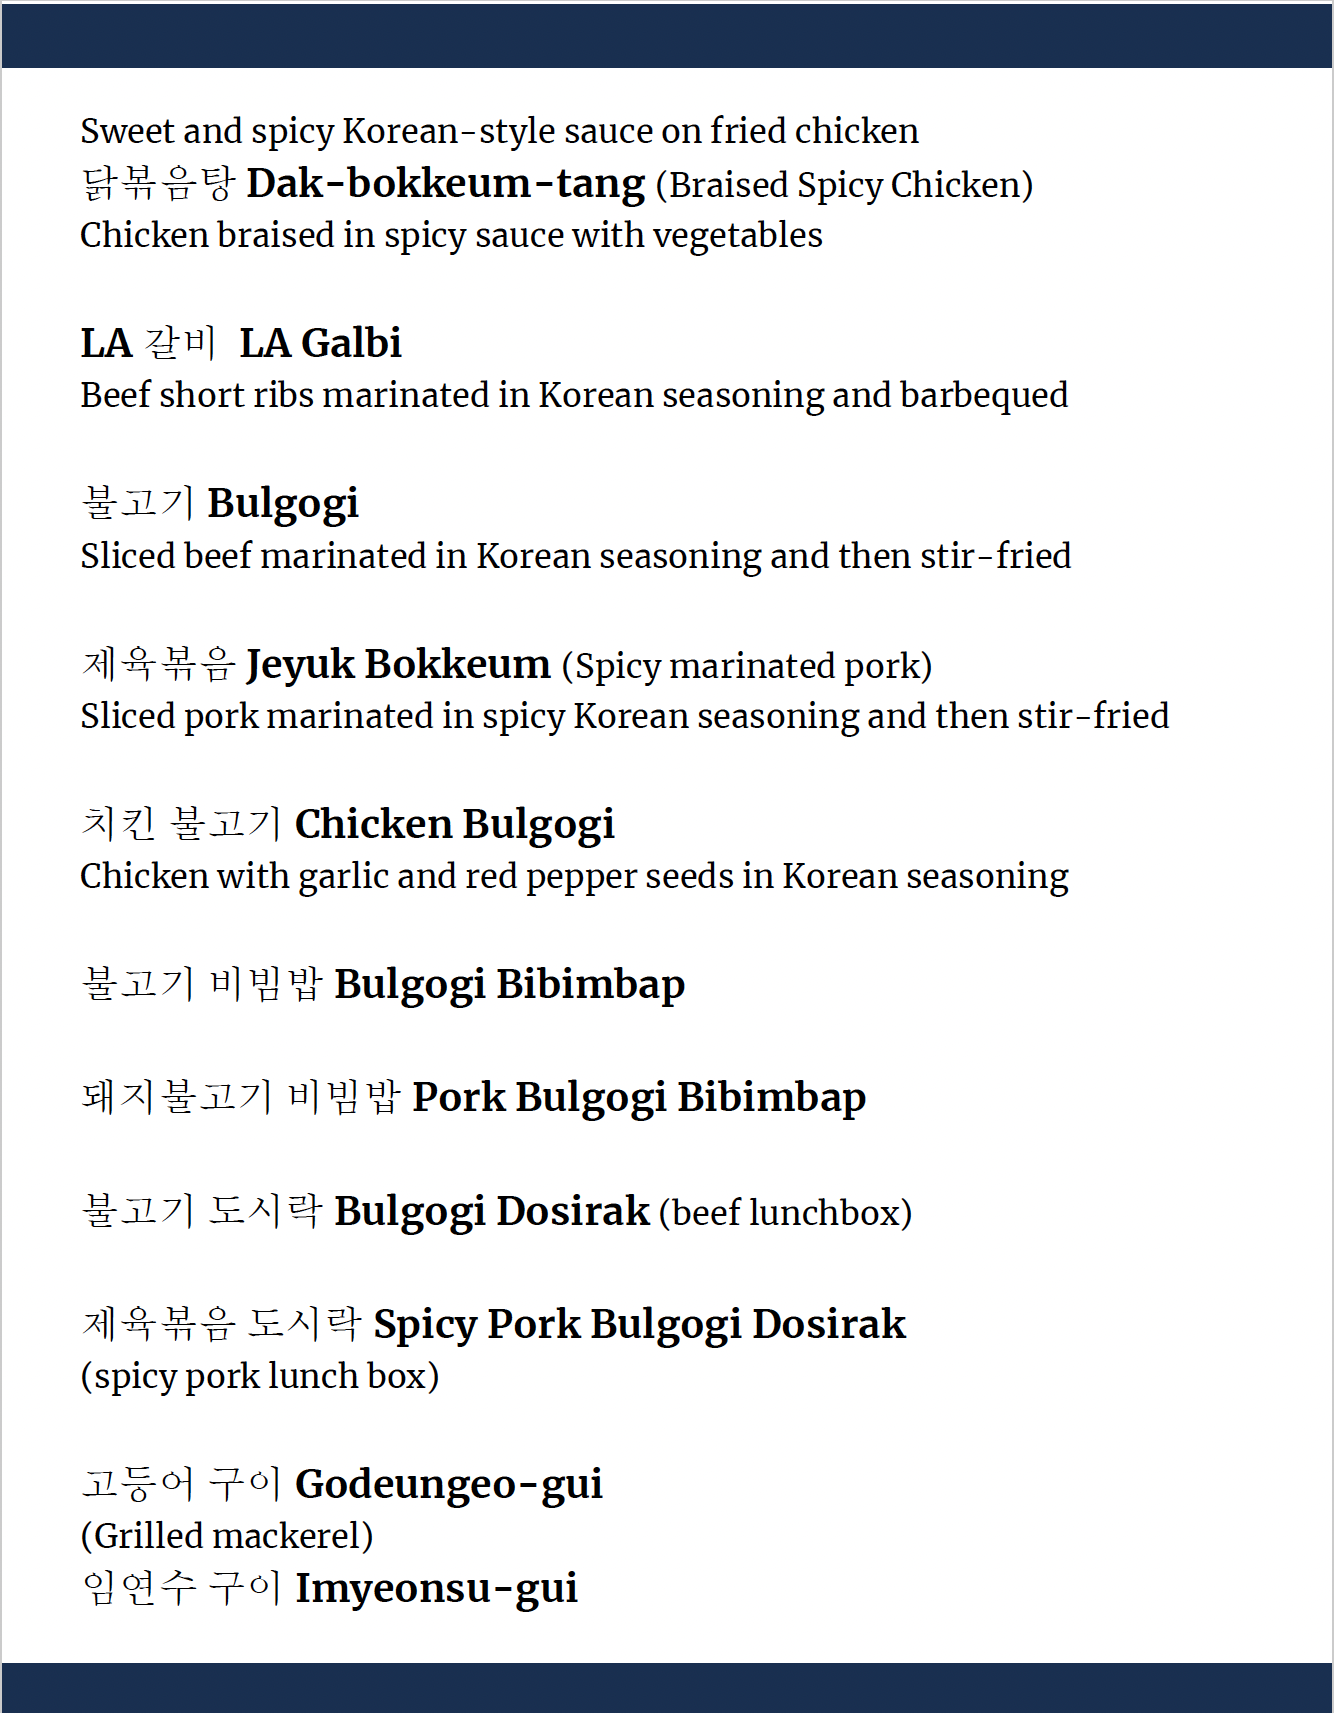 Sweet and spicy Korean-style sauce on fried chicken
닭볶음탕 Dak-bokkeum-tang (Braised Spicy Chicken)
Chicken braised in spicy sauce with vegetables
LA 갈비 LA Galbi
Beef short ribs marinated in Korean seasoning and barbequed
불고기 Bulgogi
Sliced beef marinated in Korean seasoning and then stir-fried
제육볶음 Jeyuk Bokkeum (Spicy marinated pork)
Sliced pork marinated in spicy Korean seasoning and then stir-fried
치킨 불고기 Chicken Bulgogi
Chicken with garlic and red pepper seeds in Korean seasoning
불고기 비빔밥 Bulgogi Bibimbap
돼지불고기 비빔밥 Pork Bulgogi Bibimbap
불고기 도시락 Bulgogi Dosirak (beef lunchbox)
제육볶음 도시락 Spicy Pork Bulgogi Dosirak
(spicy pork lunch box)
고등어 구이 Godeungeo-gui
(Grilled mackerel)
임연수 구이 Imyeonsu-gui